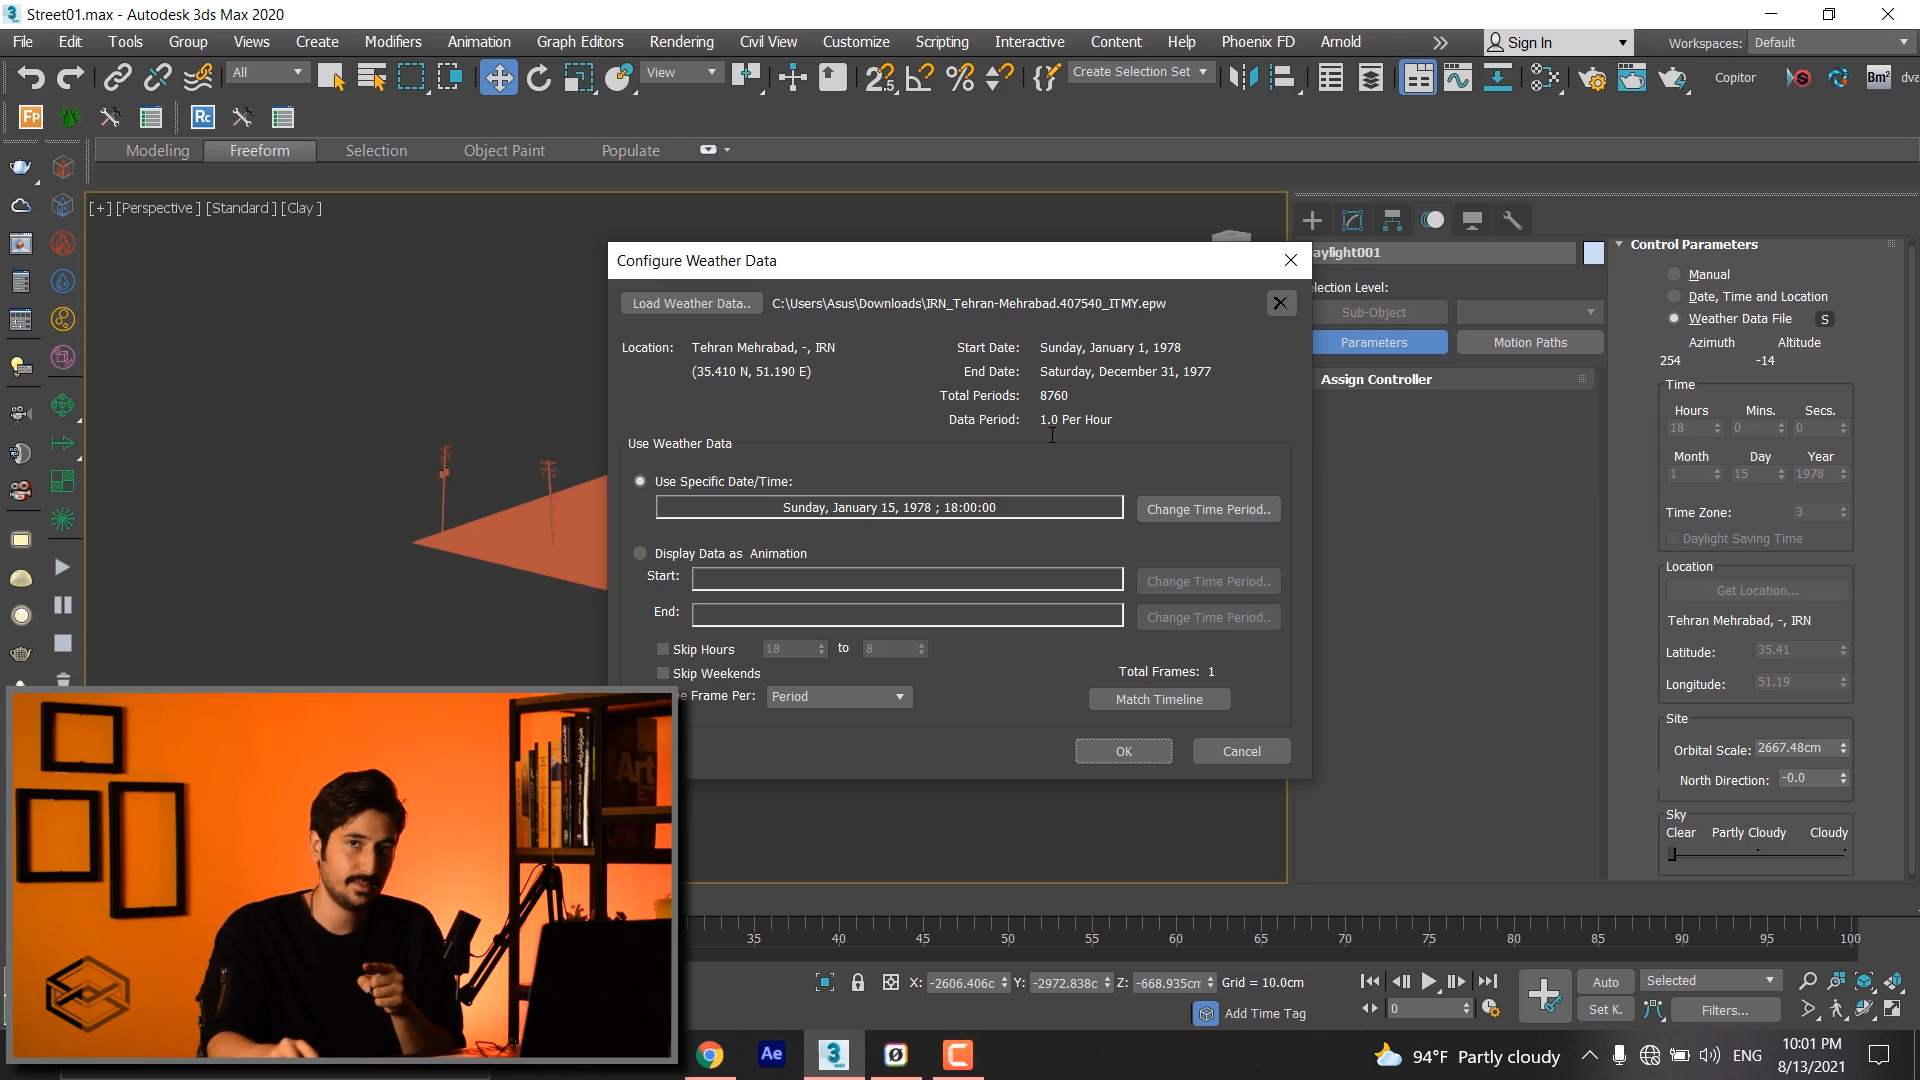 Street01.max - Autodesk 3ds Max 2020
File Edit Tools Group Views Create Modifiers Animation Graph Editors Rendering Civil View Customize Scripting Interactive Content Help Phoenix FD Arnold
Sign In
Workspaces: Default
All
View
Create Selection Set
Copitor
Bm²
Fp
Rc
Modeling Freeform Selection Object Paint Populate
[+] [Perspective] [Standard] [Clay]
Configure Weather Data
Load Weather Data..
C:\Users\Asus\Downloads\IRN_Tehran-Mehrabad.407540_ITMY.epw
Location: Tehran Mehrabad, -, IRN
(35.410 N, 51.190 E)
Start Date: Sunday, January 1, 1978
End Date: Saturday, December 31, 1977
Total Periods: 8760
Data Period: 1.0 Per Hour
Use Weather Data
Use Specific Date/Time:
Sunday, January 15, 1978 ; 18:00:00
Change Time Period..
Display Data as Animation
Start:
Change Time Period..
End:
Change Time Period..
Skip Hours 18 to 8
Skip Weekends
Total Frames: 1
Frame Per: Period
Match Timeline
OK
Cancel
aylight001
lection Level:
Sub-Object
Parameters
Motion Paths
Assign Controller
Control Parameters
Manual
Date, Time and Location
Weather Data File
S
Azimuth Altitude
254 -14
Time
Hours Mins. Secs.
18 0 0
Month Day Year
1 15 1978
Time Zone: 3
Daylight Saving Time
Location
Get Location...
Tehran Mehrabad, -, IRN
Latitude: 35.41
Longitude: 51.19
Site
Orbital Scale: 2667.48cm
North Direction: -0.0
Sky
Clear Partly Cloudy Cloudy
35 40 45 50 55 60 65 70 75 80 85 90 95 100
X: -2606.406c Y: -2972.838c Z: -668.935cm Grid = 10.0cm
Add Time Tag
0
Auto
Selected
Set K.
Filters...
Art
Ae
3
MAX
94°F Partly cloudy
ENG
10:01 PM
8/13/2021